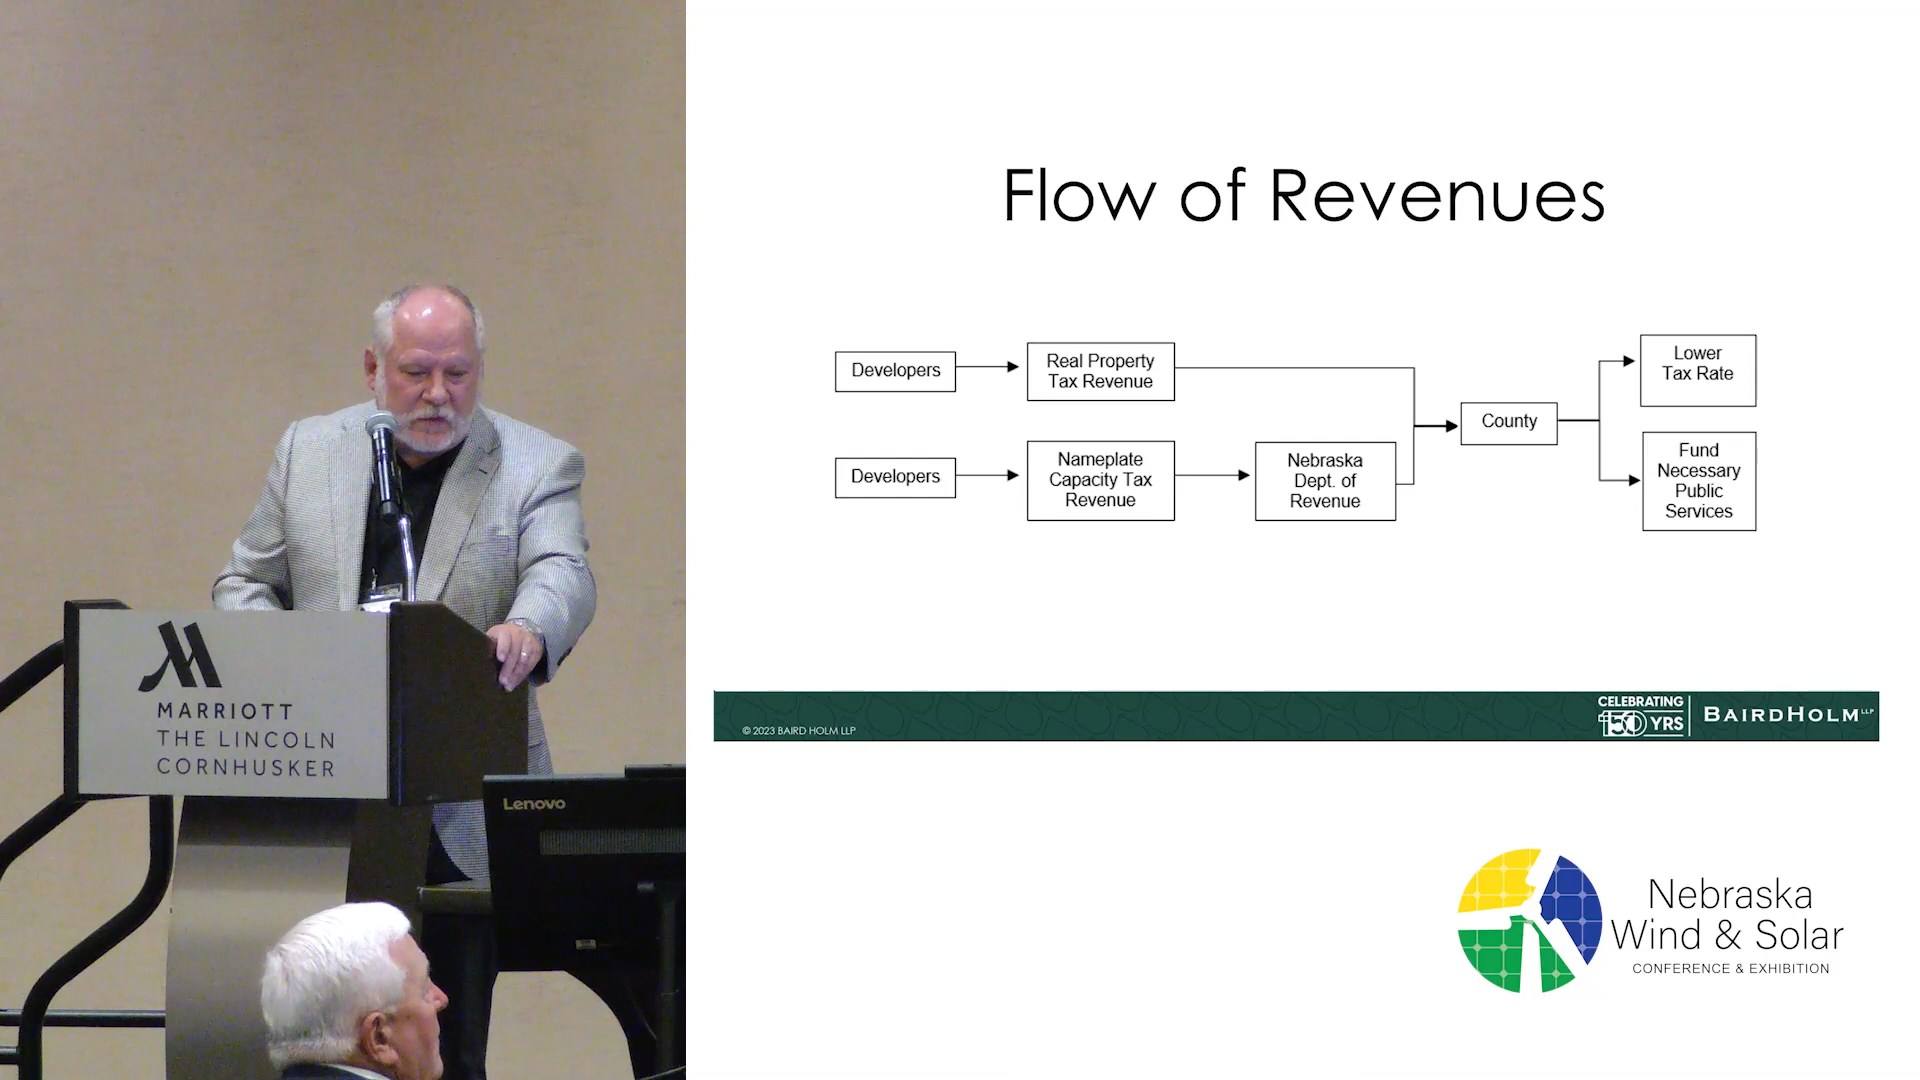 MARRIOTT
THE LINCOLN
CORNHUSKER
Lenovo
Flow of Revenues
Developers
Real Property
Tax Revenue
Developers
Nameplate
Capacity Tax
Revenue
Nebraska
Dept. of
Revenue
County
Lower
Tax Rate
Fund
Necessary
Public
Services
© 2023 BAIRD HOLM LLP
CELEBRATING
150 YRS
BAIRDHOLM LLP
Nebraska
Wind & Solar
CONFERENCE & EXHIBITION